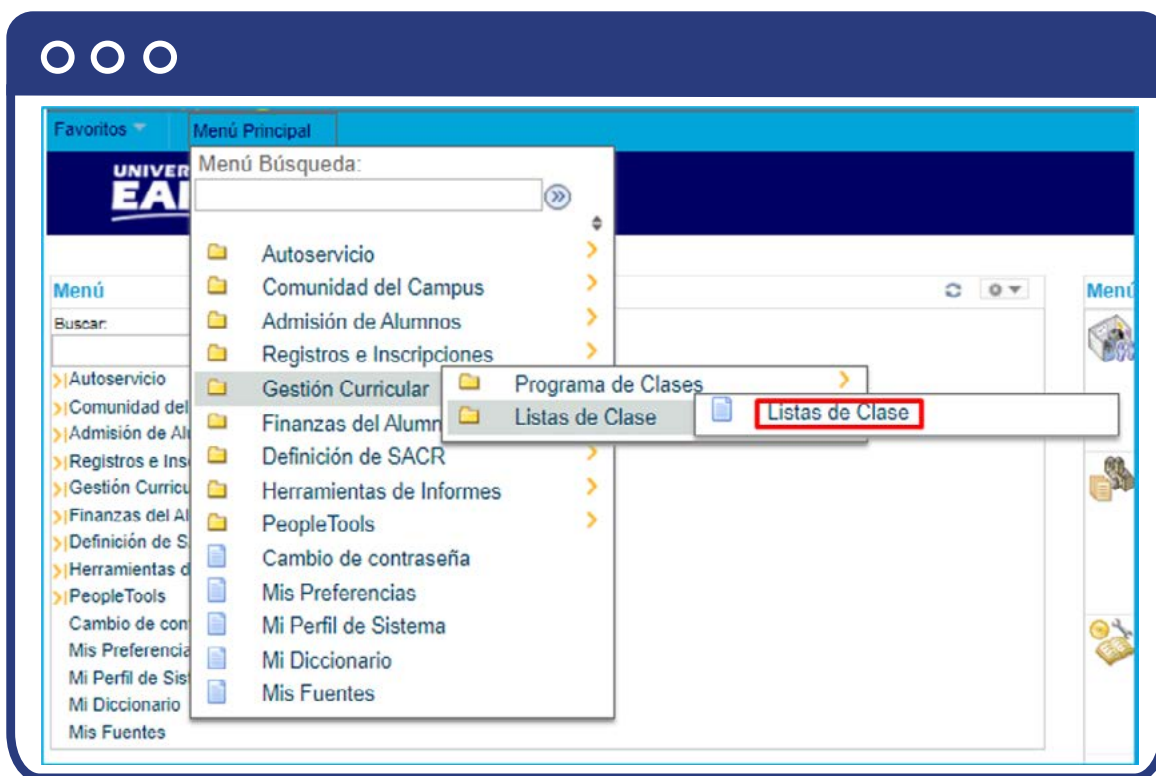 Favoritos
Menú Principal
UNIVER
EA
Menú Búsqueda:
Autoservicio
Comunidad del Campus
Admisión de Alumnos
Registros e Inscripciones
Gestión Curricular
Finanzas del Alumn
Definición de SACR
Herramientas de Informes
PeopleTools
Cambio de contraseña
Mis Preferencias
Mi Perfil de Sistema
Mi Diccionario
Mis Fuentes
Programa de Clases
Listas de Clase
Listas de Clase
Menú
Buscar:
Autoservicio
Comunidad del
Admisión de Al
Registros e Ins
Gestión Curricu
Finanzas del Al
Definición de S
Herramientas d
PeopleTools
Cambio de con
Mis Preferencia
Mi Perfil de Sis
Mi Diccionario
Mis Fuentes
Menú